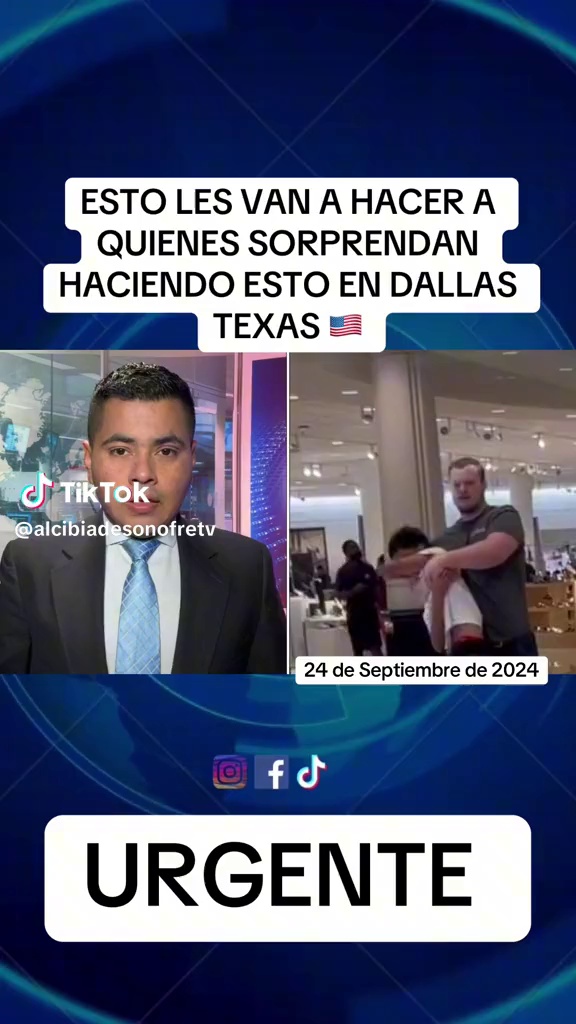 ESTO LES VAN A HACER A
QUIENES SORPRENDAN
HACIENDO ESTO EN DALLAS
TEXAS 🇺🇸
TikTok
@alcibiadesonofretv
24 de Septiembre de 2024
URGENTE